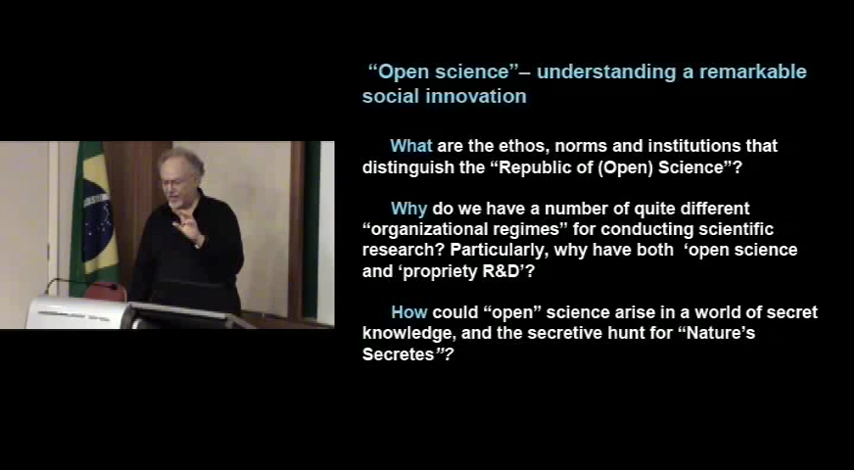 “Open science”– understanding a remarkable
social innovation
What are the ethos, norms and institutions that
distinguish the “Republic of (Open) Science”?
Why do we have a number of quite different
“organizational regimes” for conducting scientific
research? Particularly, why have both ‘open science
and ‘propriety R&D’?
How could “open” science arise in a world of secret
knowledge, and the secretive hunt for “Nature’s
Secretes”?